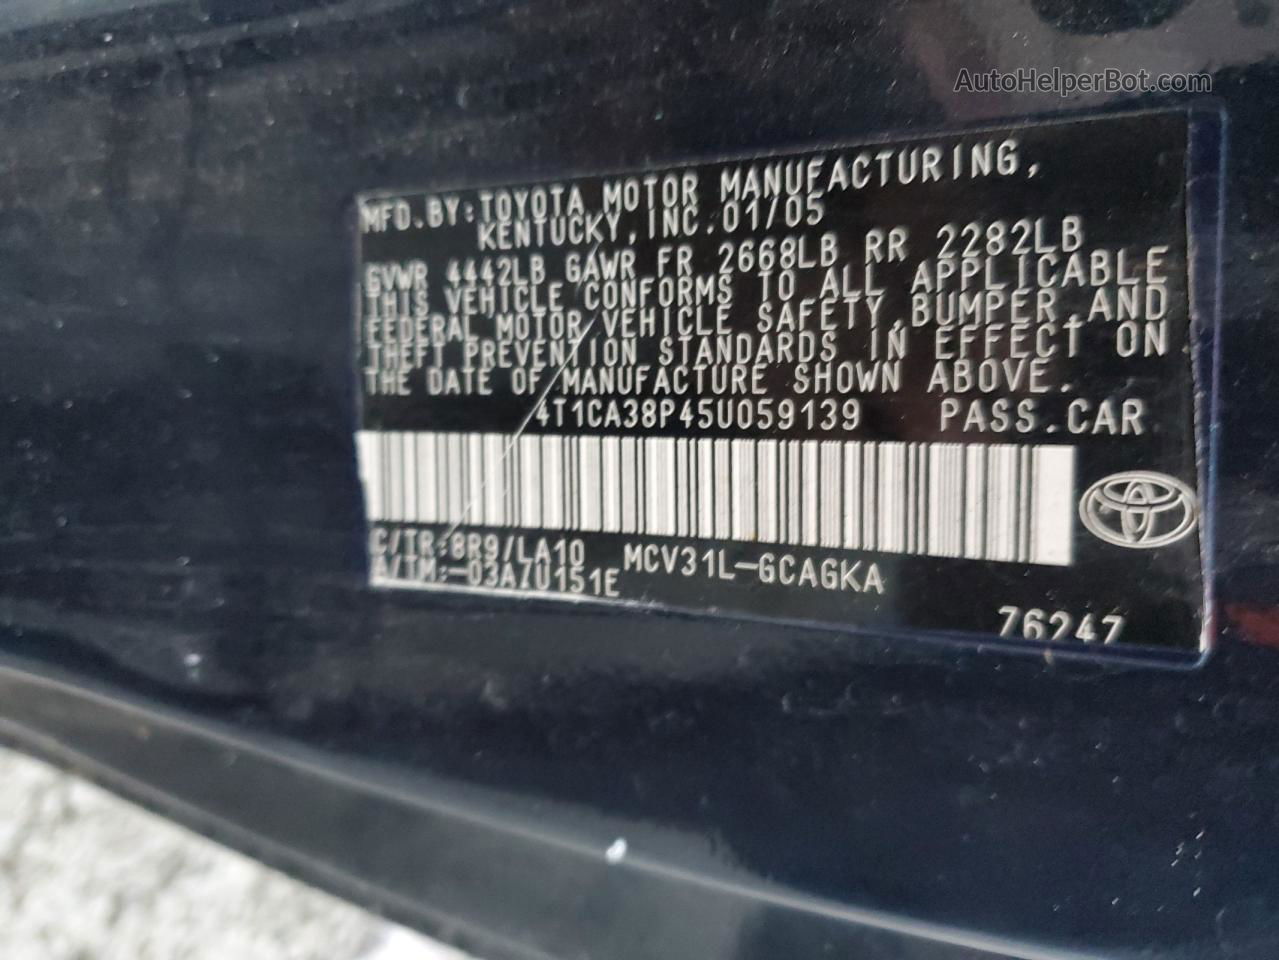 AutoHelperBot.com
MFD.BY:TOYOTA MOTOR MANUFACTURING,
KENTUCKY,INC.01/05
GVWR 4442LB GAWR FR 2668LB RR 2282LB
THIS VEHICLE CONFORMS TO ALL APPLICABLE
FEDERAL MOTOR VEHICLE SAFETY,BUMPER,AND
THEFT PREVENTION STANDARDS IN EFFECT ON
THE DATE OF MANUFACTURE SHOWN ABOVE.
4T1CA38P45U059139 PASS.CAR
C/TR:8R9/LA10 MCV31L-GCAGKA
A/TM:-03A/U151E
76247